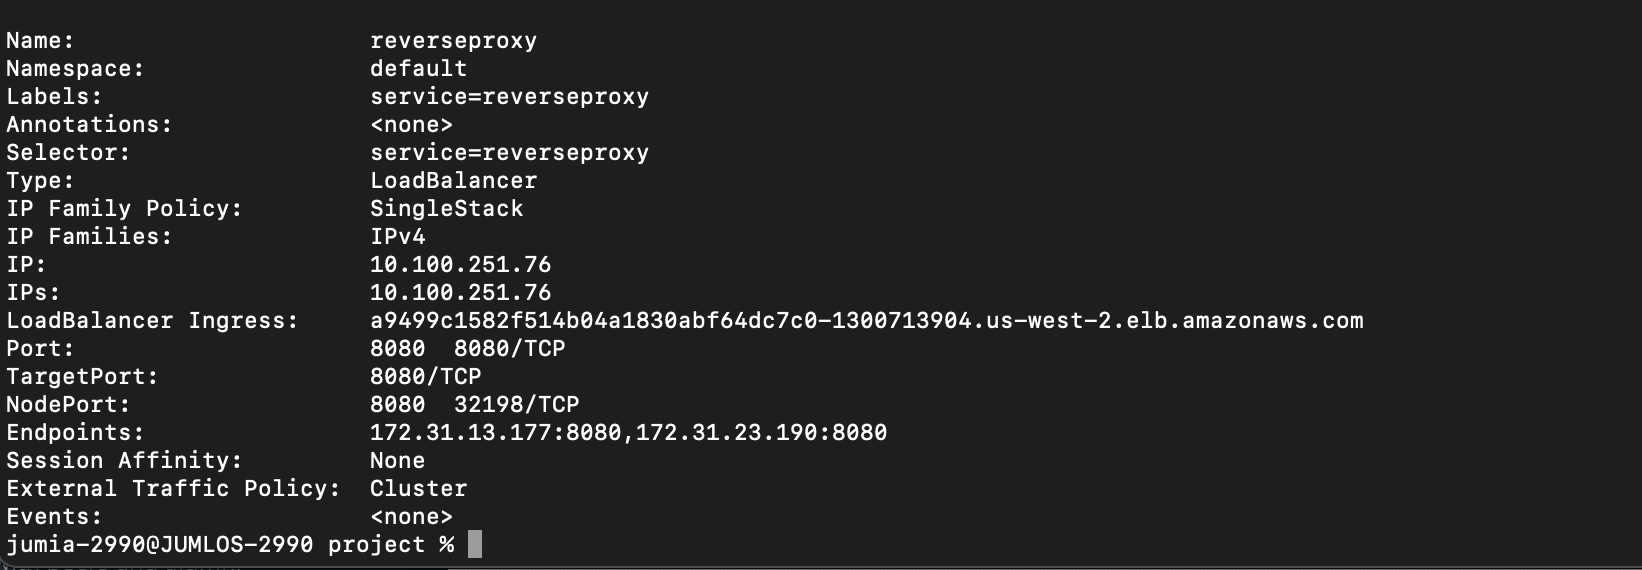 Name:                     reverseproxy
Namespace:                default
Labels:                   service=reverseproxy
Annotations:              <none>
Selector:                 service=reverseproxy
Type:                     LoadBalancer
IP Family Policy:         SingleStack
IP Families:              IPv4
IP:                       10.100.251.76
IPs:                      10.100.251.76
LoadBalancer Ingress:     a9499c1582f514b04a1830abf64dc7c0-1300713904.us-west-2.elb.amazonaws.com
Port:                     8080  8080/TCP
TargetPort:               8080/TCP
NodePort:                 8080  32198/TCP
Endpoints:                172.31.13.177:8080,172.31.23.190:8080
Session Affinity:         None
External Traffic Policy:  Cluster
Events:                   <none>
jumia-2990@JUMLOS-2990 project %